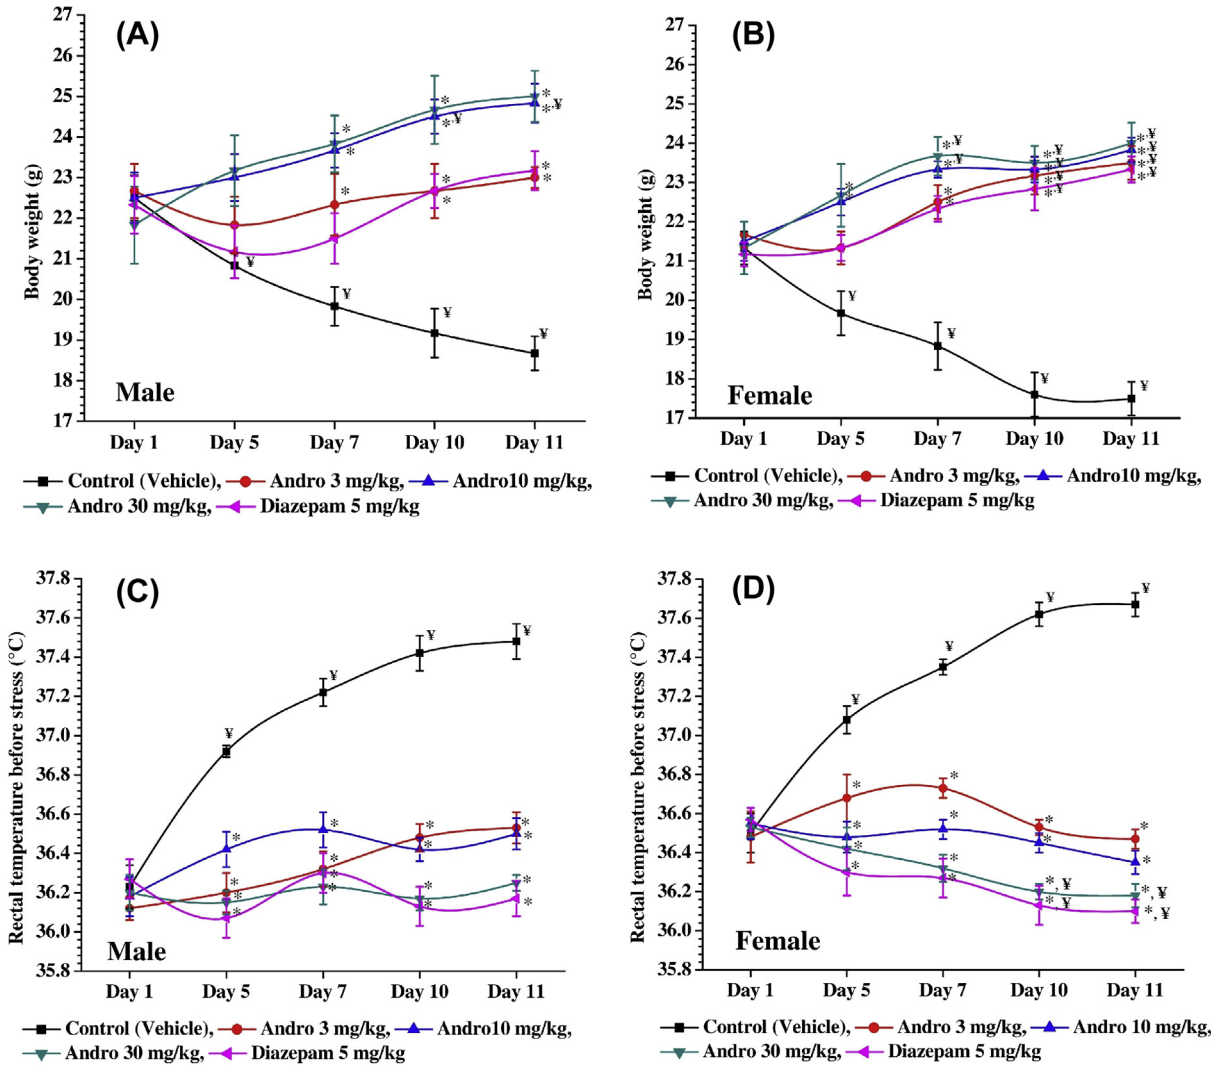 (A)
27
26
25
24
23
22
21
20
19
18
17
Body weight (g)
* * *,¥ *
* *,¥
* * *
* *
¥ ¥ ¥ ¥
Male
Day 1 Day 5 Day 7 Day 10 Day 11
Control (Vehicle), Andro 3 mg/kg, Andro10 mg/kg,
Andro 30 mg/kg, Diazepam 5 mg/kg
(B)
27
26
25
24
23
22
21
20
19
18
17
Body weight (g)
*,¥ *,¥ *,¥
*,¥ *,¥ *,¥
* * *,¥ *,¥
* * *,¥ *,¥
¥ ¥ ¥ ¥
Female
Day 1 Day 5 Day 7 Day 10 Day 11
Control (Vehicle), Andro 3 mg/kg, Andro10 mg/kg,
Andro 30 mg/kg, Diazepam 5 mg/kg
(C)
37.8
37.6
37.4
37.2
37.0
36.8
36.6
36.4
36.2
36.0
35.8
Rectal temperature before stress (°C)
¥ ¥ ¥ ¥
* * * *
* * * *
* * * *
* * * *
Male
Day 1 Day 5 Day 7 Day 10 Day 11
Control (Vehicle), Andro 3 mg/kg, Andro10 mg/kg,
Andro 30 mg/kg, Diazepam 5 mg/kg
(D)
37.8
37.6
37.4
37.2
37.0
36.8
36.6
36.4
36.2
36.0
35.8
Rectal temperature before stress (°C)
¥ ¥ ¥ ¥
* * * *
* * * *
* * *, ¥ *, ¥
* * *, ¥ *, ¥
Female
Day 1 Day 5 Day 7 Day 10 Day 11
Control (Vehicle), Andro 3 mg/kg, Andro 10 mg/kg,
Andro 30 mg/kg, Diazepam 5 mg/kg